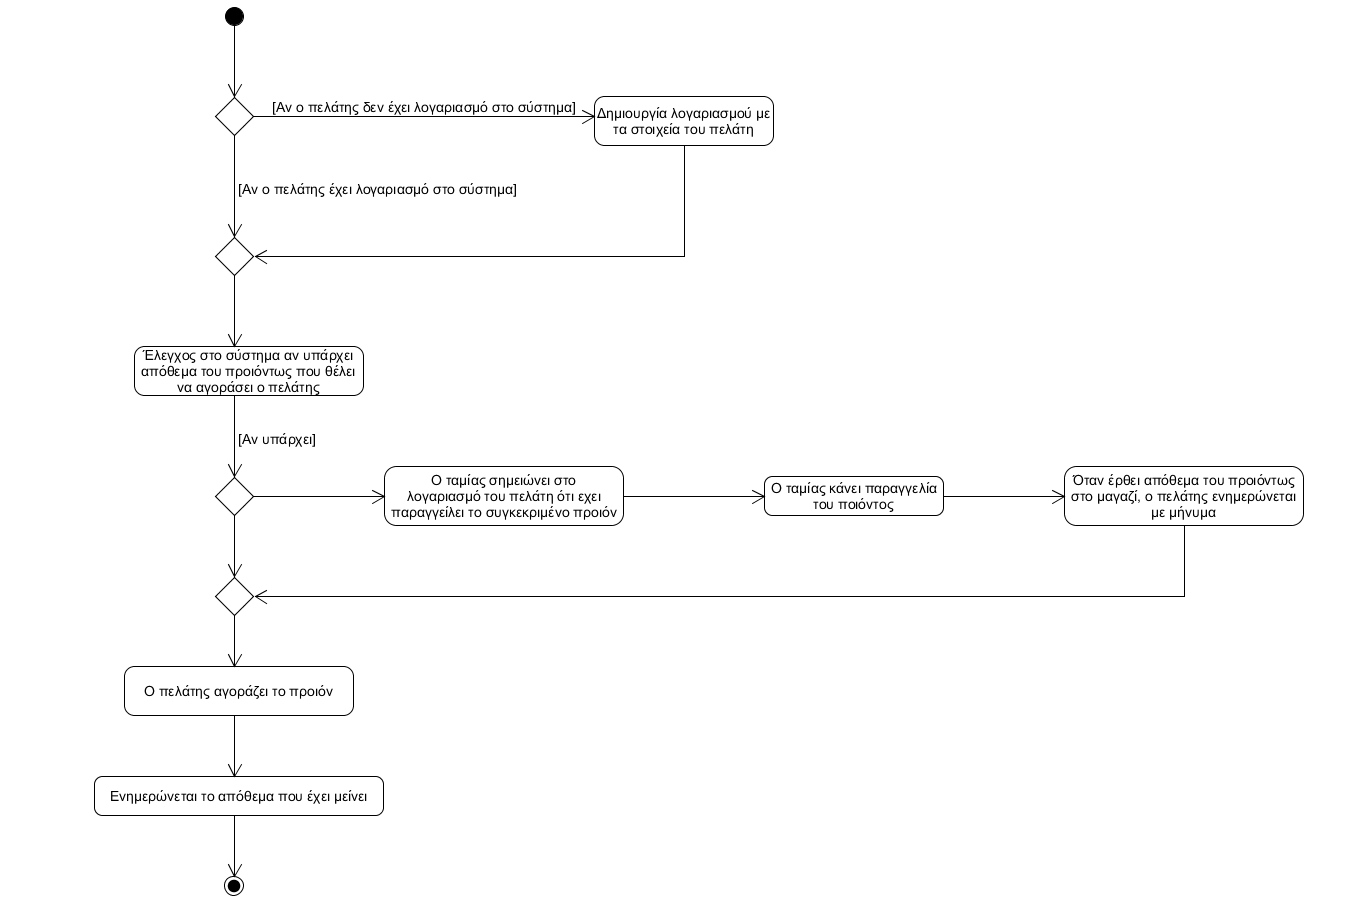 [Αν ο πελάτης δεν έχει λογαριασμό στο σύστημα]
Δημιουργία λογαριασμού με
τα στοιχεία του πελάτη
[Αν ο πελάτης έχει λογαριασμό στο σύστημα]
Έλεγχος στο σύστημα αν υπάρχει
απόθεμα του προιόντως που θέλει
να αγοράσει ο πελάτης
[Αν υπάρχει]
Ο ταμίας σημειώνει στο
λογαριασμό του πελάτη ότι εχει
παραγγείλει το συγκεκριμένο προιόν
Ο ταμίας κάνει παραγγελία
του ποιόντος
Όταν έρθει απόθεμα του προιόντως
στο μαγαζί, ο πελάτης ενημερώνεται
με μήνυμα
Ο πελάτης αγοράζει το προιόν
Ενημερώνεται το απόθεμα που έχει μείνει